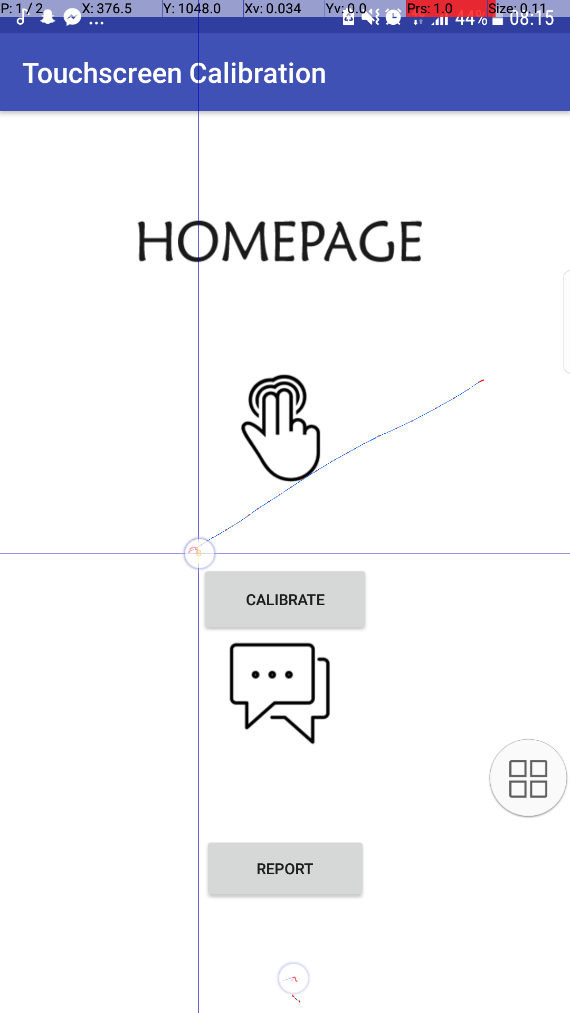 P: 1 / 2 X: 376.5 Y: 1048.0 Xv: 0.034 Yv: 0.0 Prs: 1.0 Size: 0.11
... 44% 08:15
Touchscreen Calibration
HOMEPAGE
CALIBRATE
REPORT